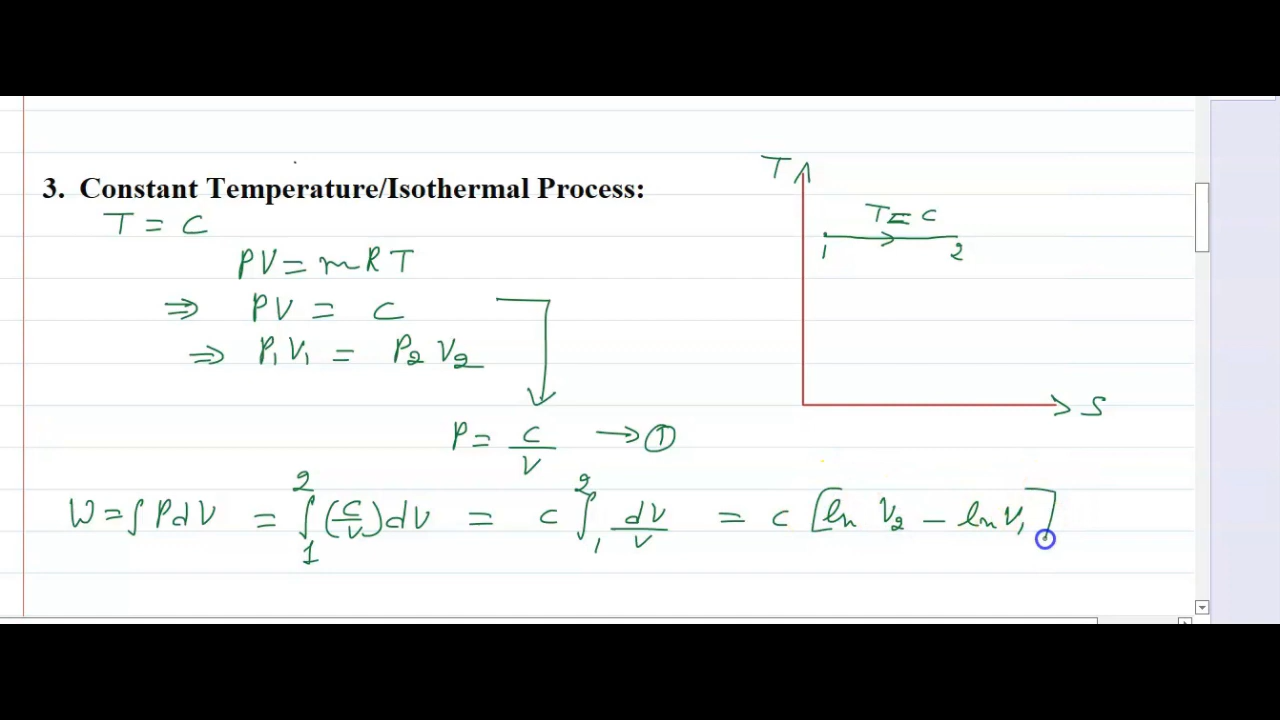 3. Constant Temperature/Isothermal Process:
T = C
PV = mRT
⇒ PV = C
⇒ P₁V₁ = P₂V₂
P = C/V → ①
W = ∫PdV = ∫₁² (C/V)dV = C ∫₁² dV/V = C [ln V₂ − ln V₁]
T
T = C
1 2
S